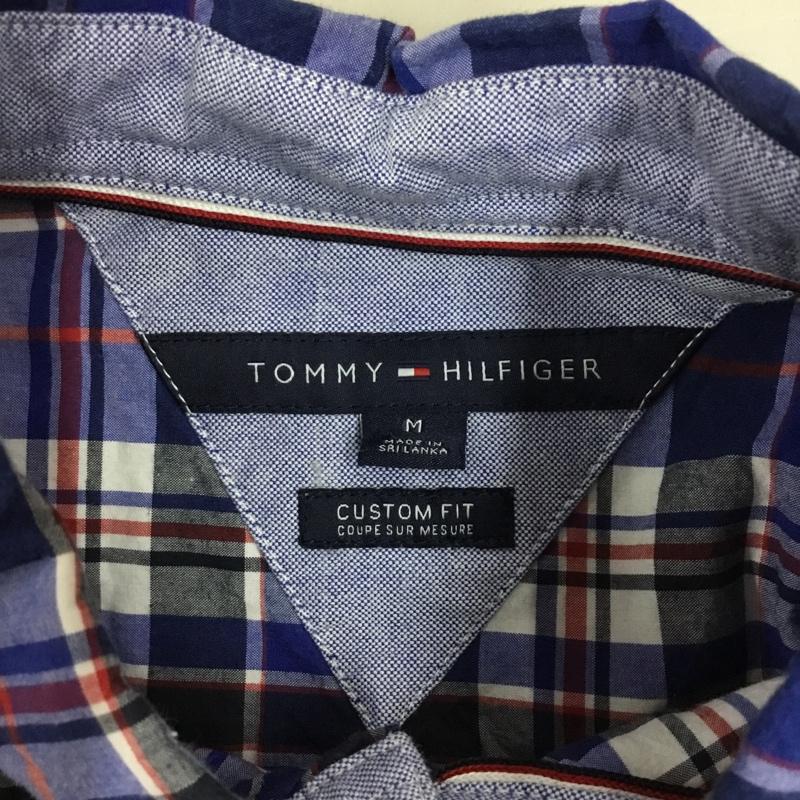 TOMMY HILFIGER
M
MADE IN
SRI LANKA
CUSTOM FIT
COUPE SUR MESURE